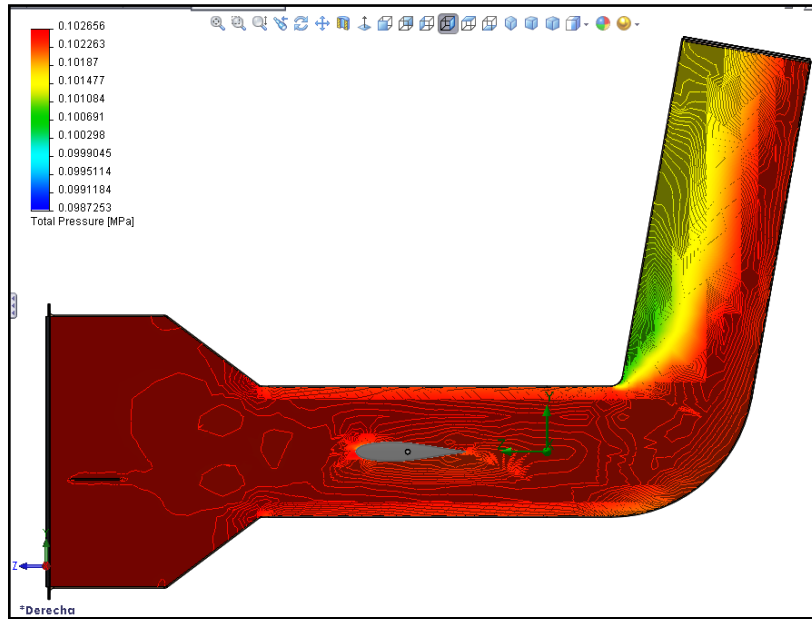 0.102656
0.102263
0.10187
0.101477
0.101084
0.100691
0.100298
0.0999045
0.0995114
0.0991184
0.0987253
Total Pressure [MPa]
Y
Z
Y
Z
*Derecha